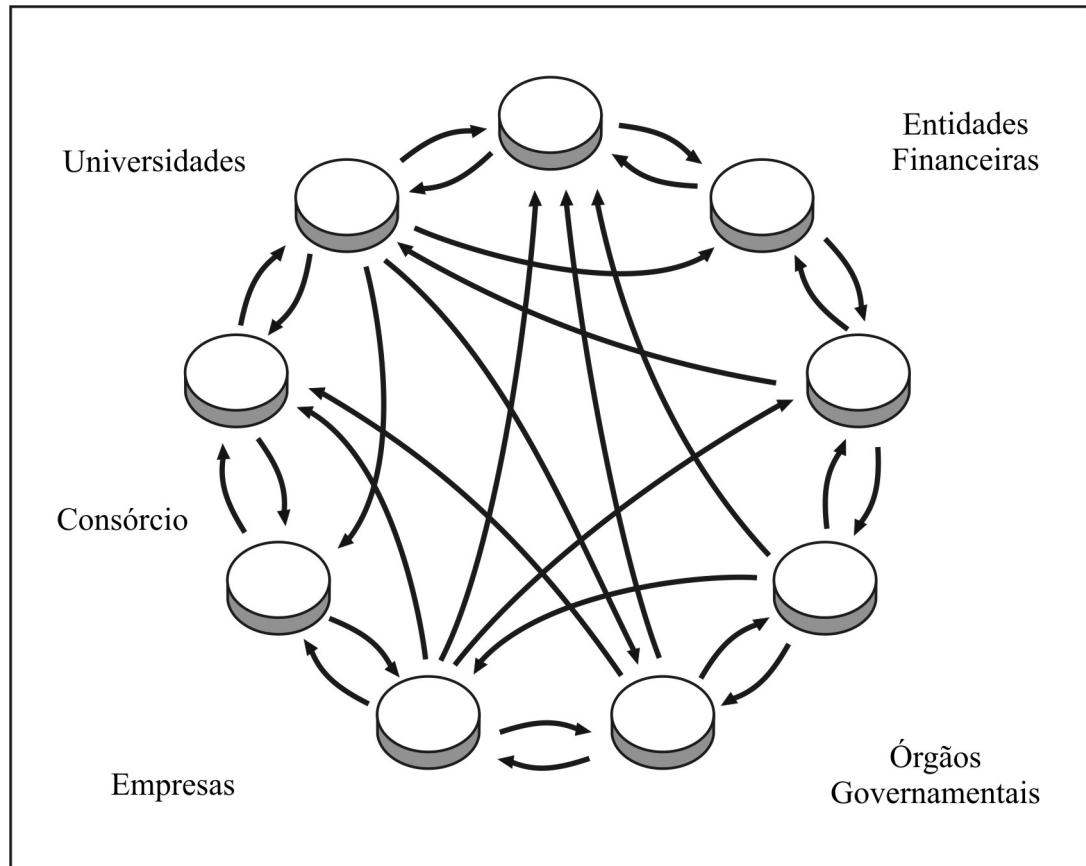 Entidades
Financeiras
Universidades
Consórcio
Empresas
Órgãos
Governamentais